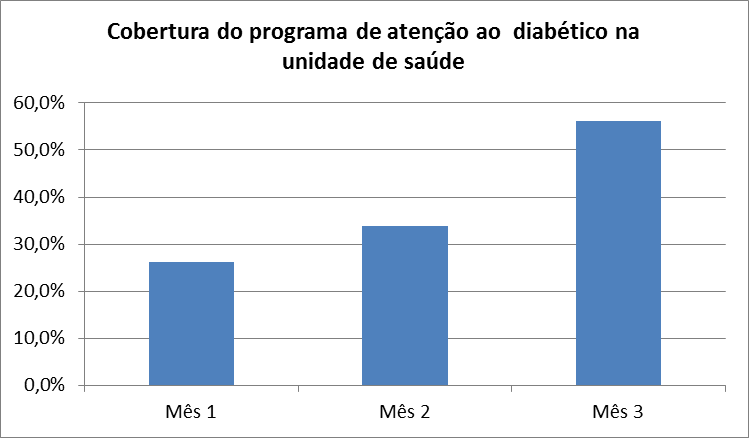 Cobertura do programa de atenção ao diabético na
unidade de saúde
60,0%
50,0%
40,0%
30,0%
20,0%
10,0%
0,0%
Mês 1
Mês 2
Mês 3